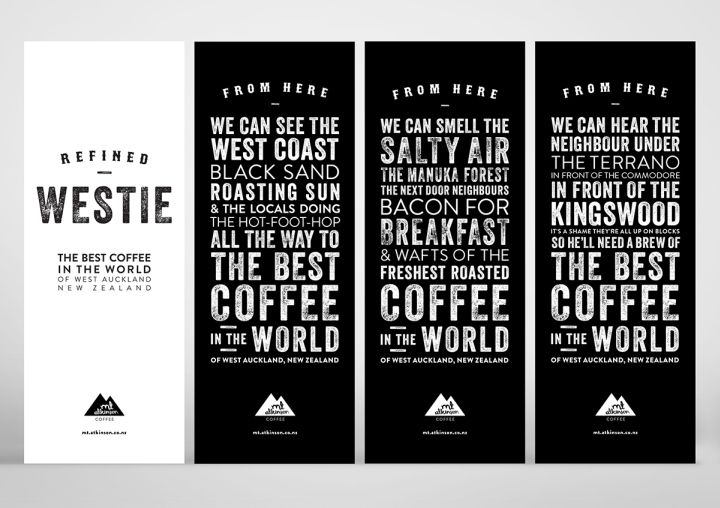 REFINED
WESTIE
THE BEST COFFEE
IN THE WORLD
OF WEST AUCKLAND
NEW ZEALAND
mt
atkinson
COFFEE
mt.atkinson.co.nz
FROM HERE
WE CAN SEE THE
WEST COAST
BLACK SAND
ROASTING SUN
& THE LOCALS DOING
THE HOT-FOOT-HOP
ALL THE WAY TO
THE BEST
COFFEE
IN THE WORLD
OF WEST AUCKLAND, NEW ZEALAND
mt
atkinson
COFFEE
mt.atkinson.co.nz
FROM HERE
WE CAN SMELL THE
SALTY AIR
THE MANUKA FOREST
THE NEXT DOOR NEIGHBOURS
BACON FOR
BREAKFAST
& WAFTS OF THE
FRESHEST ROASTED
COFFEE
IN THE WORLD
OF WEST AUCKLAND, NEW ZEALAND
mt
atkinson
COFFEE
mt.atkinson.co.nz
FROM HERE
WE CAN HEAR THE
NEIGHBOUR UNDER
THE TERRANO
IN FRONT OF THE COMMODORE
IN FRONT OF THE
KINGSWOOD
IT'S A SHAME THEY'RE ALL UP ON BLOCKS
SO HE'LL NEED A BREW OF
THE BEST
COFFEE
IN THE WORLD
OF WEST AUCKLAND, NEW ZEALAND
mt
atkinson
COFFEE
mt.atkinson.co.nz